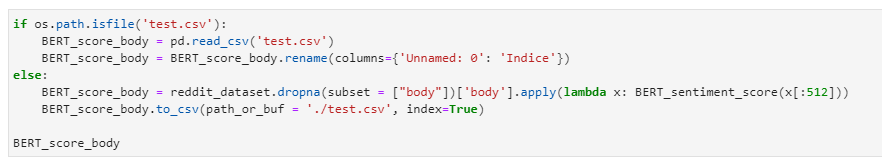 if os.path.isfile('test.csv'):
    BERT_score_body = pd.read_csv('test.csv')
    BERT_score_body = BERT_score_body.rename(columns={'Unnamed: 0': 'Indice'})
else:
    BERT_score_body = reddit_dataset.dropna(subset = ["body"])['body'].apply(lambda x: BERT_sentiment_score(x[:512]))
    BERT_score_body.to_csv(path_or_buf = './test.csv', index=True)

BERT_score_body